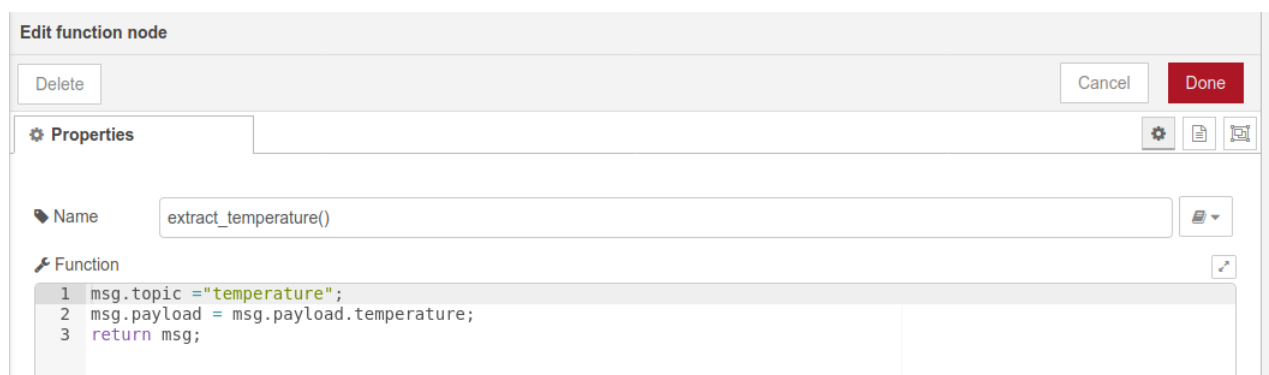 Edit function node
Delete
Cancel
Done
Properties
Name
extract_temperature()
Function
1 msg.topic ="temperature";
2 msg.payload = msg.payload.temperature;
3 return msg;